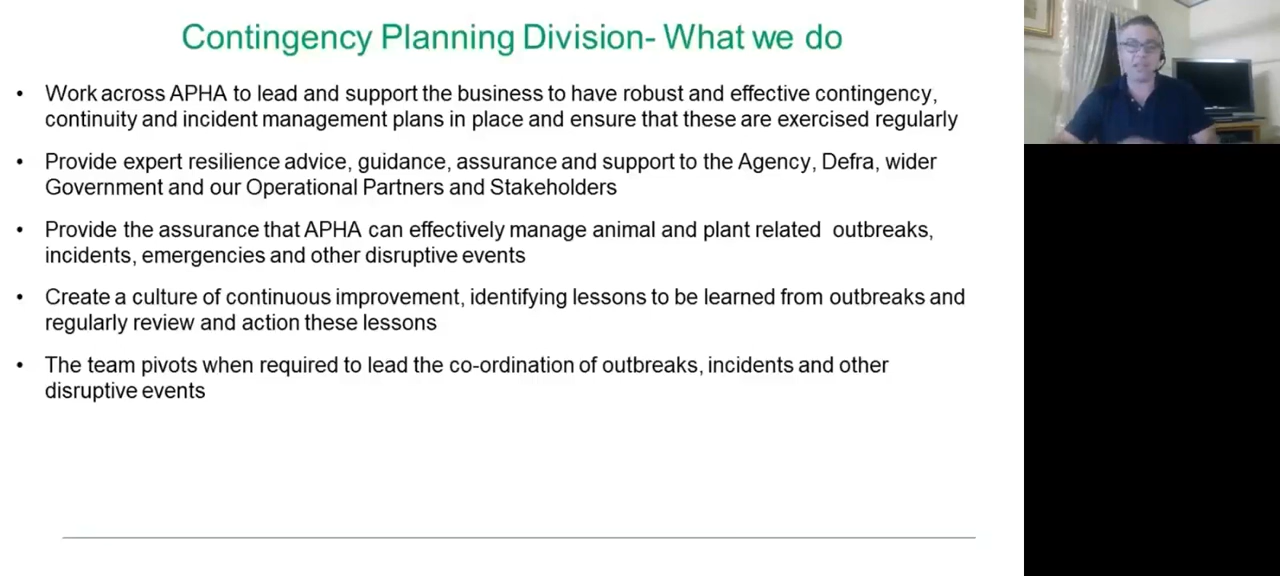 Contingency Planning Division- What we do
• Work across APHA to lead and support the business to have robust and effective contingency,
continuity and incident management plans in place and ensure that these are exercised regularly
• Provide expert resilience advice, guidance, assurance and support to the Agency, Defra, wider
Government and our Operational Partners and Stakeholders
• Provide the assurance that APHA can effectively manage animal and plant related outbreaks,
incidents, emergencies and other disruptive events
• Create a culture of continuous improvement, identifying lessons to be learned from outbreaks and
regularly review and action these lessons
• The team pivots when required to lead the co-ordination of outbreaks, incidents and other
disruptive events